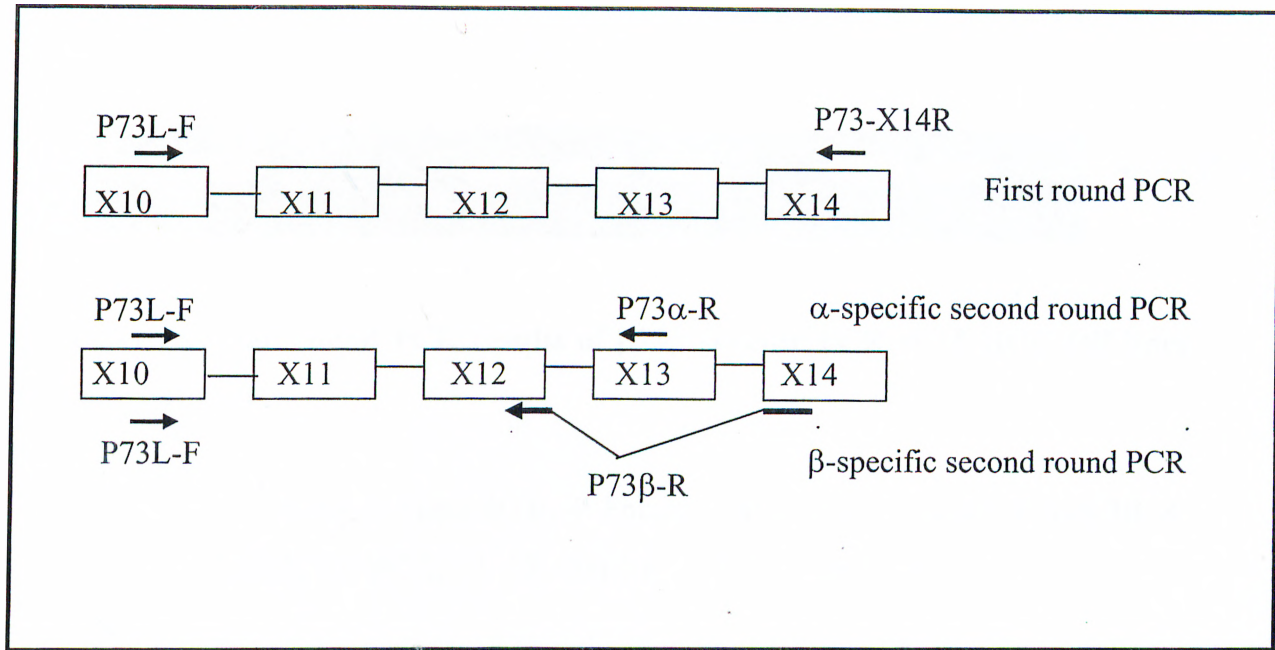 P73L-F P73-X14R
X10 X11 X12 X13 X14 First round PCR
P73L-F P73α-R α-specific second round PCR
X10 X11 X12 X13 X14
P73L-F β-specific second round PCR
P73β-R